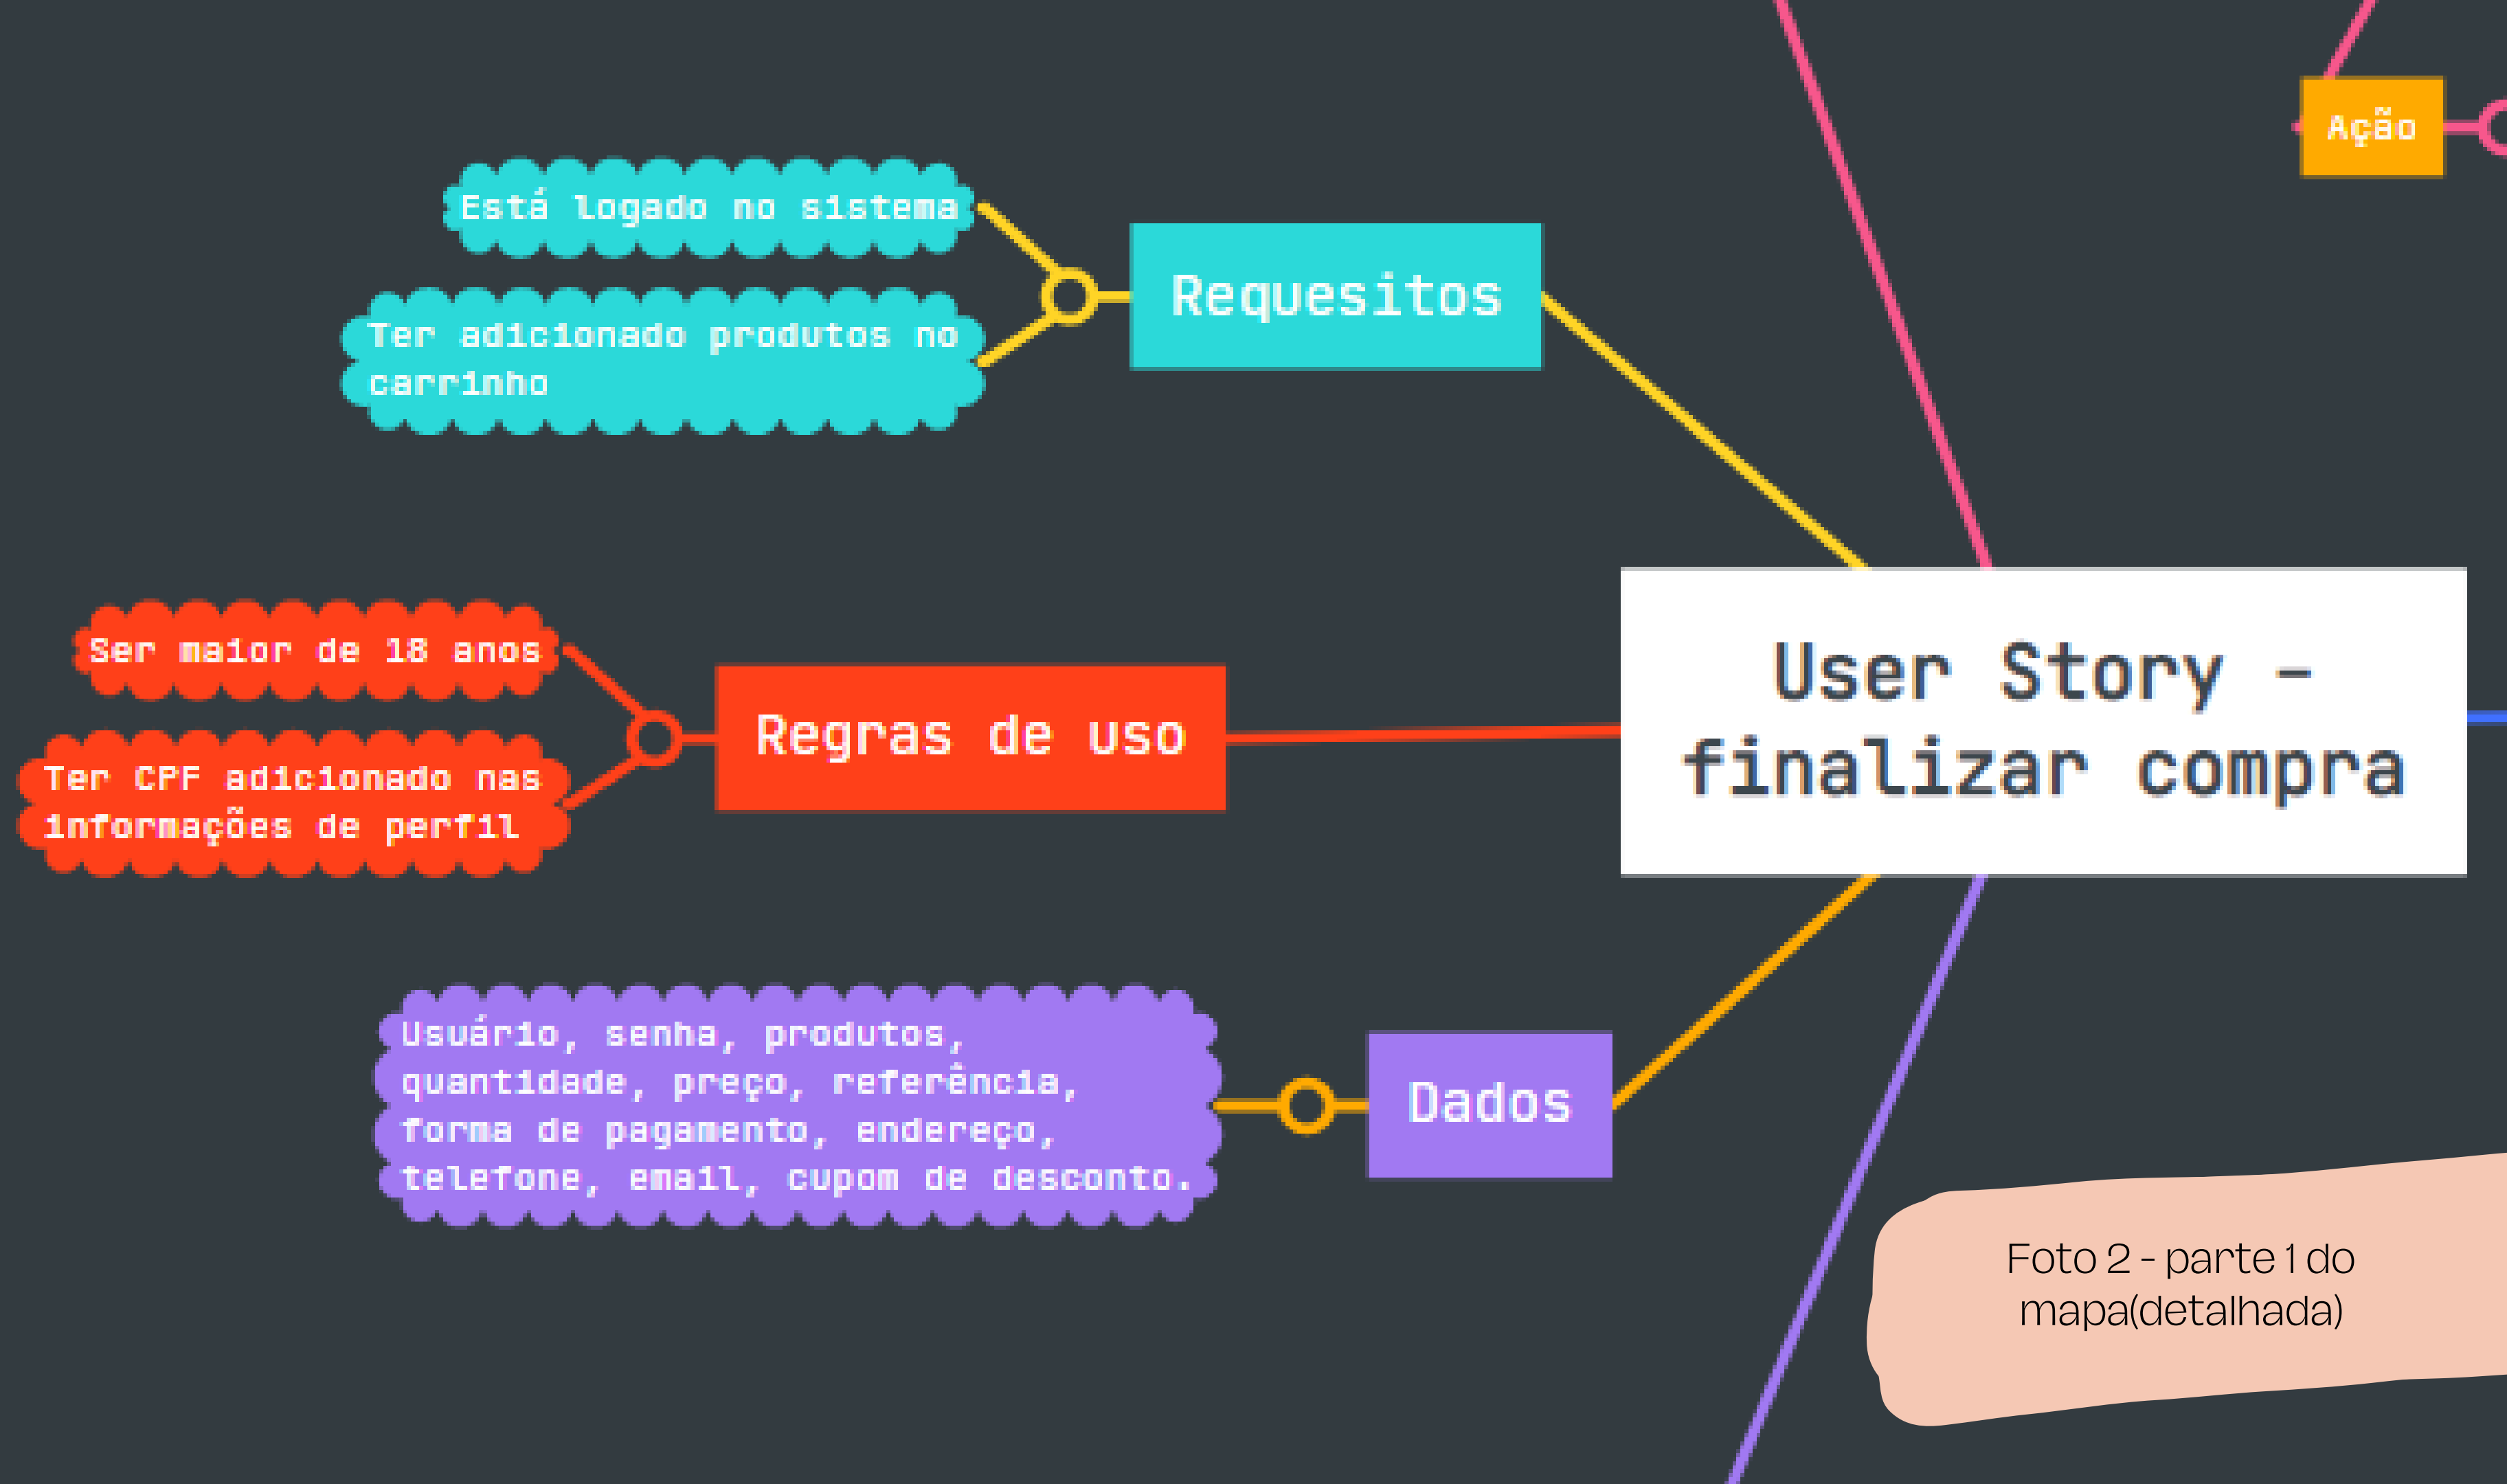 Ação
Está logado no sistema
Ter adicionado produtos no
carrinho
Requesitos
Ser maior de 18 anos
Ter CPF adicionado nas
informações de perfil
Regras de uso
User Story -
finalizar compra
Usuário, senha, produtos,
quantidade, preço, referência,
forma de pagamento, endereço,
telefone, email, cupom de desconto.
Dados
Foto 2 - parte 1 do
mapa(detalhada)